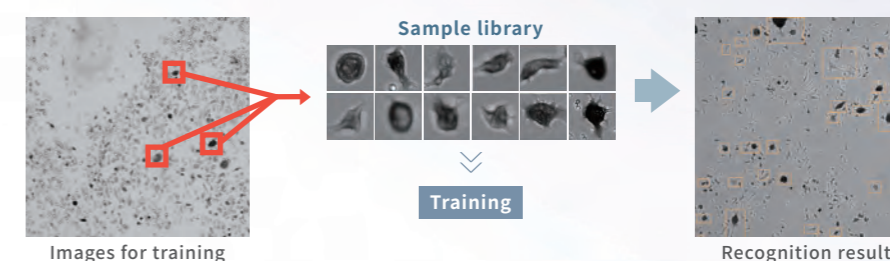 Sample library
Training
Images for training
Recognition result